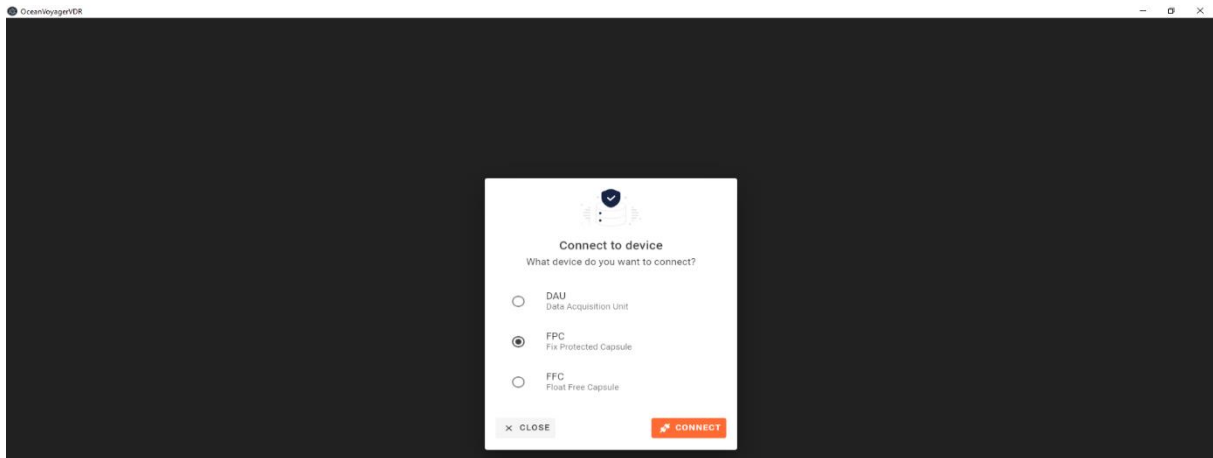 OceanVoyagerVDR
Connect to device
What device do you want to connect?
DAU
Data Acquisition Unit
FPC
Fix Protected Capsule
FFC
Float Free Capsule
CLOSE
CONNECT